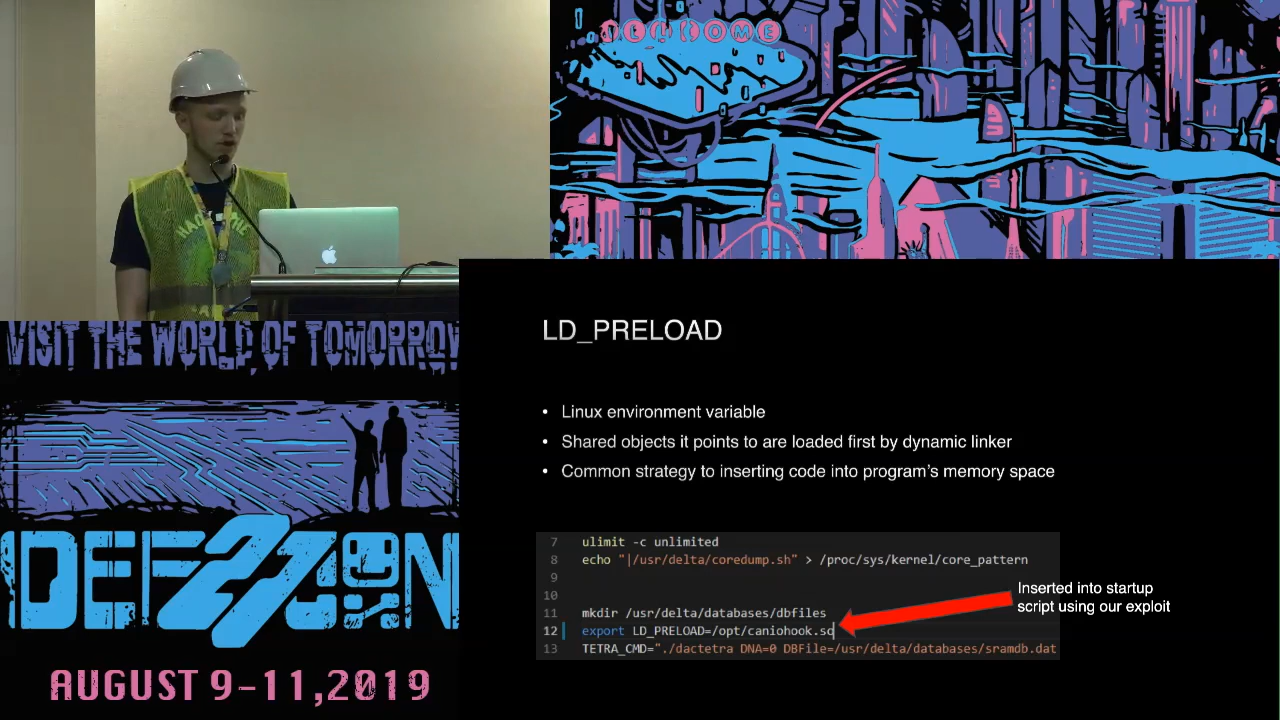 WELCOME
VISIT THE WORLD OF TOMORROW
DEFCON
27
AUGUST 9-11,2019
LD_PRELOAD
• Linux environment variable
• Shared objects it points to are loaded first by dynamic linker
• Common strategy to inserting code into program's memory space
7 ulimit -c unlimited
8 echo "|/usr/delta/coredump.sh" > /proc/sys/kernel/core_pattern
9
10
11 mkdir /usr/delta/databases/dbfiles
12 export LD_PRELOAD=/opt/caniohook.so
13 TETRA_CMD="./dactetra DNA=0 DBFile=/usr/delta/databases/sramdb.dat
Inserted into startup
script using our exploit